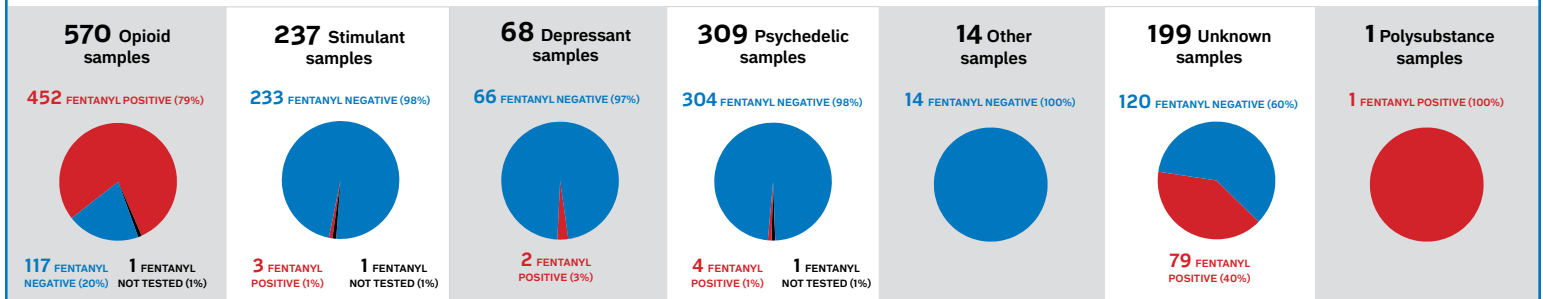 570 Opioid
samples
452 FENTANYL POSITIVE (79%)
117 FENTANYL
NEGATIVE (20%)
1 FENTANYL
NOT TESTED (1%)
237 Stimulant
samples
233 FENTANYL NEGATIVE (98%)
3 FENTANYL
POSITIVE (1%)
1 FENTANYL
NOT TESTED (1%)
68 Depressant
samples
66 FENTANYL NEGATIVE (97%)
2 FENTANYL
POSITIVE (3%)
309 Psychedelic
samples
304 FENTANYL NEGATIVE (98%)
4 FENTANYL
POSITIVE (1%)
1 FENTANYL
NOT TESTED (1%)
14 Other
samples
14 FENTANYL NEGATIVE (100%)
199 Unknown
samples
120 FENTANYL NEGATIVE (60%)
79 FENTANYL
POSITIVE (40%)
1 Polysubstance
samples
1 FENTANYL POSITIVE (100%)